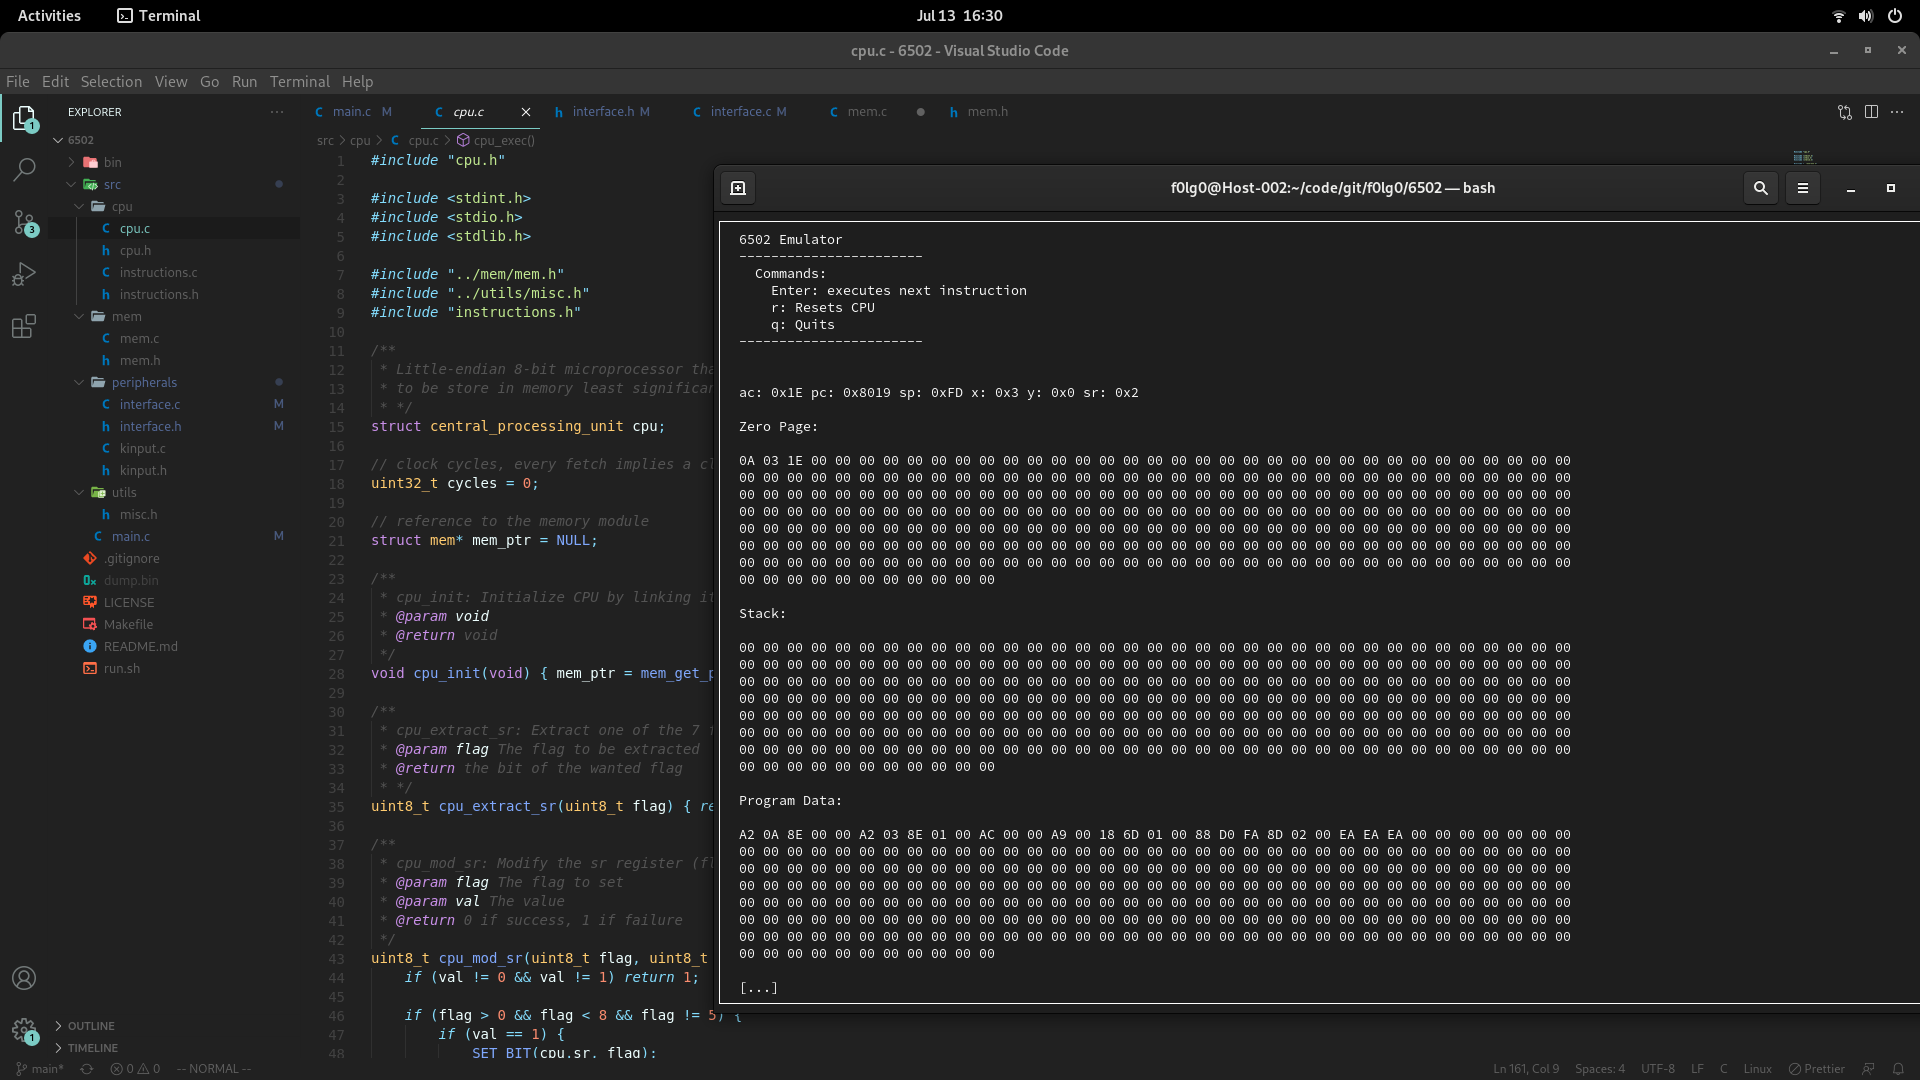 Activities
Terminal
Jul 13 16:30
cpu.c - 6502 - Visual Studio Code
File Edit Selection View Go Run Terminal Help
EXPLORER
6502
bin
src
cpu
C cpu.c
h cpu.h
C instructions.c
h instructions.h
mem
C mem.c
h mem.h
peripherals
C interface.c M
h interface.h M
C kinput.c
h kinput.h
utils
h misc.h
C main.c M
.gitignore
dump.bin
LICENSE
Makefile
README.md
run.sh
OUTLINE
TIMELINE
1
3
1
C main.c M
C cpu.c
h interface.h M
C interface.c M
C mem.c
h mem.h
src > cpu > C cpu.c > cpu_exec()
1 #include "cpu.h"
2
3 #include <stdint.h>
4 #include <stdio.h>
5 #include <stdlib.h>
6
7 #include "../mem/mem.h"
8 #include "../utils/misc.h"
9 #include "instructions.h"
10
11 /**
12 * Little-endian 8-bit microprocessor tha
13 * to be store in memory least significan
14 * */
15 struct central_processing_unit cpu;
16
17 // clock cycles, every fetch implies a cl
18 uint32_t cycles = 0;
19
20 // reference to the memory module
21 struct mem* mem_ptr = NULL;
22
23 /**
24 * cpu_init: Initialize CPU by linking it
25 * @param void
26 * @return void
27 */
28 void cpu_init(void) { mem_ptr = mem_get_p
29
30 /**
31 * cpu_extract_sr: Extract one of the 7 f
32 * @param flag The flag to be extracted
33 * @return the bit of the wanted flag
34 * */
35 uint8_t cpu_extract_sr(uint8_t flag) { re
36
37 /**
38 * cpu_mod_sr: Modify the sr register (fl
39 * @param flag The flag to set
40 * @param val The value
41 * @return 0 if success, 1 if failure
42 */
43 uint8_t cpu_mod_sr(uint8_t flag, uint8_t
44 if (val != 0 && val != 1) return 1;
45
46 if (flag > 0 && flag < 8 && flag != 5) {
47 if (val == 1) {
48 SET_BIT(cpu.sr, flag);
f0lg0@Host-002:~/code/git/f0lg0/6502 — bash
6502 Emulator
-----------------------
Commands:
Enter: executes next instruction
r: Resets CPU
q: Quits
-----------------------
ac: 0x1E pc: 0x8019 sp: 0xFD x: 0x3 y: 0x0 sr: 0x2
Zero Page:
0A 03 1E 00 00 00 00 00 00 00 00 00 00 00 00 00 00 00 00 00 00 00 00 00 00 00 00 00 00 00 00 00 00 00 00
00 00 00 00 00 00 00 00 00 00 00 00 00 00 00 00 00 00 00 00 00 00 00 00 00 00 00 00 00 00 00 00 00 00 00
00 00 00 00 00 00 00 00 00 00 00 00 00 00 00 00 00 00 00 00 00 00 00 00 00 00 00 00 00 00 00 00 00 00 00
00 00 00 00 00 00 00 00 00 00 00 00 00 00 00 00 00 00 00 00 00 00 00 00 00 00 00 00 00 00 00 00 00 00 00
00 00 00 00 00 00 00 00 00 00 00 00 00 00 00 00 00 00 00 00 00 00 00 00 00 00 00 00 00 00 00 00 00 00 00
00 00 00 00 00 00 00 00 00 00 00 00 00 00 00 00 00 00 00 00 00 00 00 00 00 00 00 00 00 00 00 00 00 00 00
00 00 00 00 00 00 00 00 00 00 00 00 00 00 00 00 00 00 00 00 00 00 00 00 00 00 00 00 00 00 00 00 00 00 00
00 00 00 00 00 00 00 00 00 00 00
Stack:
00 00 00 00 00 00 00 00 00 00 00 00 00 00 00 00 00 00 00 00 00 00 00 00 00 00 00 00 00 00 00 00 00 00 00
00 00 00 00 00 00 00 00 00 00 00 00 00 00 00 00 00 00 00 00 00 00 00 00 00 00 00 00 00 00 00 00 00 00 00
00 00 00 00 00 00 00 00 00 00 00 00 00 00 00 00 00 00 00 00 00 00 00 00 00 00 00 00 00 00 00 00 00 00 00
00 00 00 00 00 00 00 00 00 00 00 00 00 00 00 00 00 00 00 00 00 00 00 00 00 00 00 00 00 00 00 00 00 00 00
00 00 00 00 00 00 00 00 00 00 00 00 00 00 00 00 00 00 00 00 00 00 00 00 00 00 00 00 00 00 00 00 00 00 00
00 00 00 00 00 00 00 00 00 00 00 00 00 00 00 00 00 00 00 00 00 00 00 00 00 00 00 00 00 00 00 00 00 00 00
00 00 00 00 00 00 00 00 00 00 00 00 00 00 00 00 00 00 00 00 00 00 00 00 00 00 00 00 00 00 00 00 00 00 00
00 00 00 00 00 00 00 00 00 00 00
Program Data:
A2 0A 8E 00 00 A2 03 8E 01 00 AC 00 00 A9 00 18 6D 01 00 88 D0 FA 8D 02 00 EA EA EA 00 00 00 00 00 00 00
00 00 00 00 00 00 00 00 00 00 00 00 00 00 00 00 00 00 00 00 00 00 00 00 00 00 00 00 00 00 00 00 00 00 00
00 00 00 00 00 00 00 00 00 00 00 00 00 00 00 00 00 00 00 00 00 00 00 00 00 00 00 00 00 00 00 00 00 00 00
00 00 00 00 00 00 00 00 00 00 00 00 00 00 00 00 00 00 00 00 00 00 00 00 00 00 00 00 00 00 00 00 00 00 00
00 00 00 00 00 00 00 00 00 00 00 00 00 00 00 00 00 00 00 00 00 00 00 00 00 00 00 00 00 00 00 00 00 00 00
00 00 00 00 00 00 00 00 00 00 00 00 00 00 00 00 00 00 00 00 00 00 00 00 00 00 00 00 00 00 00 00 00 00 00
00 00 00 00 00 00 00 00 00 00 00 00 00 00 00 00 00 00 00 00 00 00 00 00 00 00 00 00 00 00 00 00 00 00 00
00 00 00 00 00 00 00 00 00 00 00
[...]
main* 0 0 -- NORMAL --
Ln 161, Col 9 Spaces: 4 UTF-8 LF C Linux Prettier